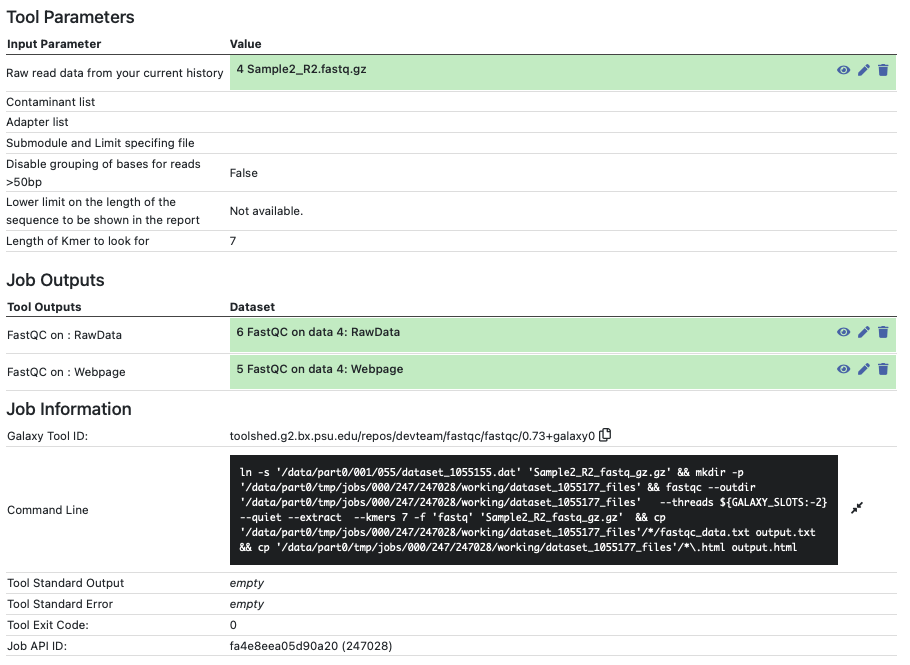 Tool Parameters
Input Parameter Value
Raw read data from your current history 4 Sample2_R2.fastq.gz
Contaminant list
Adapter list
Submodule and Limit specifing file
Disable grouping of bases for reads
>50bp False
Lower limit on the length of the
sequence to be shown in the report Not available.
Length of Kmer to look for 7
Job Outputs
Tool Outputs Dataset
FastQC on : RawData 6 FastQC on data 4: RawData
FastQC on : Webpage 5 FastQC on data 4: Webpage
Job Information
Galaxy Tool ID: toolshed.g2.bx.psu.edu/repos/devteam/fastqc/fastqc/0.73+galaxy0
Command Line
ln -s '/data/part0/001/055/dataset_1055155.dat' 'Sample2_R2_fastq_gz.gz' && mkdir -p
'/data/part0/tmp/jobs/000/247/247028/working/dataset_1055177_files' && fastqc --outdir
'/data/part0/tmp/jobs/000/247/247028/working/dataset_1055177_files'   --threads ${GALAXY_SLOTS:-2}
--quiet --extract  --kmers 7 -f 'fastq' 'Sample2_R2_fastq_gz.gz'  && cp
'/data/part0/tmp/jobs/000/247/247028/working/dataset_1055177_files'/*/fastqc_data.txt output.txt
&& cp '/data/part0/tmp/jobs/000/247/247028/working/dataset_1055177_files'/*\.html output.html
Tool Standard Output empty
Tool Standard Error empty
Tool Exit Code: 0
Job API ID: fa4e8eea05d90a20 (247028)